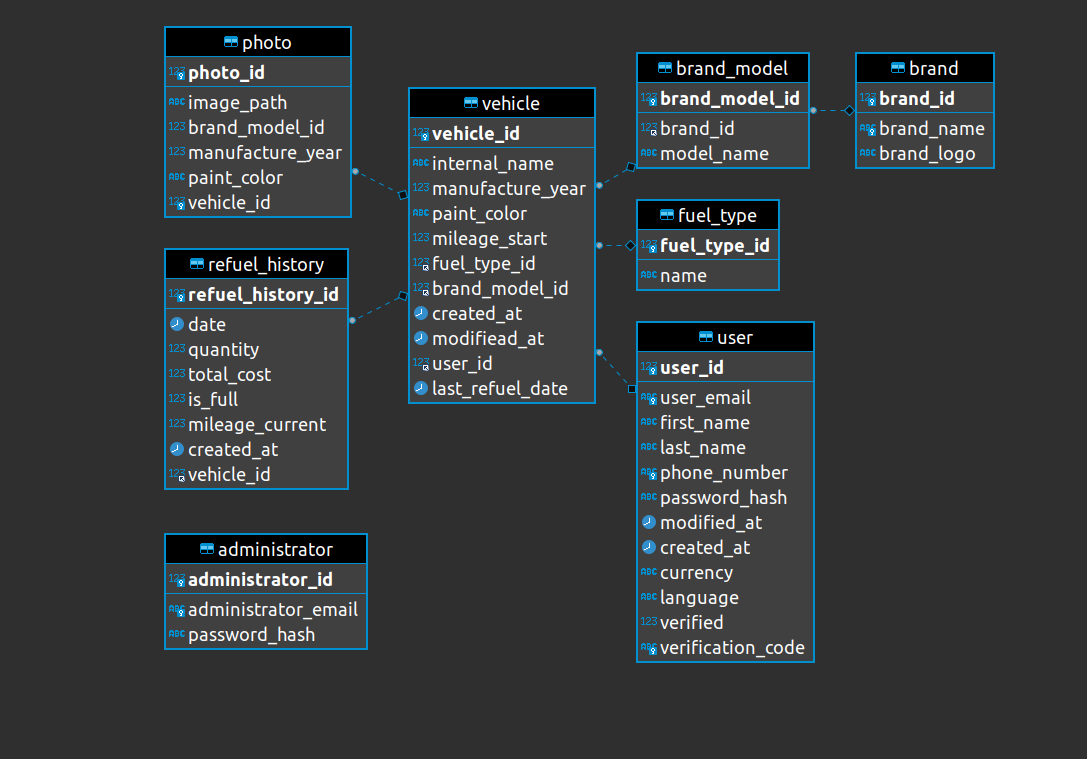 photo
photo_id
image_path
brand_model_id
manufacture_year
paint_color
vehicle_id
refuel_history
refuel_history_id
date
quantity
total_cost
is_full
mileage_current
created_at
vehicle_id
administrator
administrator_id
administrator_email
password_hash
vehicle
vehicle_id
internal_name
manufacture_year
paint_color
mileage_start
fuel_type_id
brand_model_id
created_at
modifiead_at
user_id
last_refuel_date
brand_model
brand_model_id
brand_id
model_name
brand
brand_id
brand_name
brand_logo
fuel_type
fuel_type_id
name
user
user_id
user_email
first_name
last_name
phone_number
password_hash
modified_at
created_at
currency
language
verified
verification_code